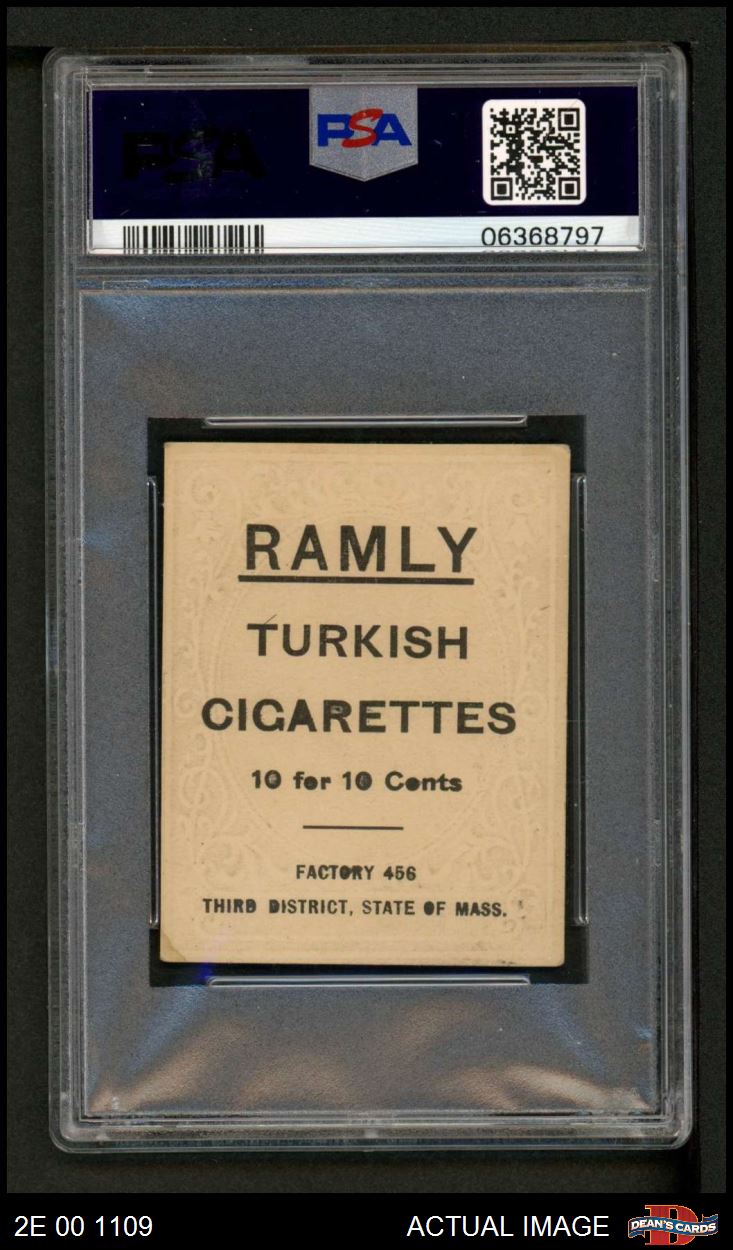 PSA
PSA
06368797
RAMLY
TURKISH
CIGARETTES
10 for 10 Cents
FACTORY 456
THIRD DISTRICT, STATE OF MASS.
2E 00 1109
ACTUAL IMAGE
D
DEAN'S CARDS